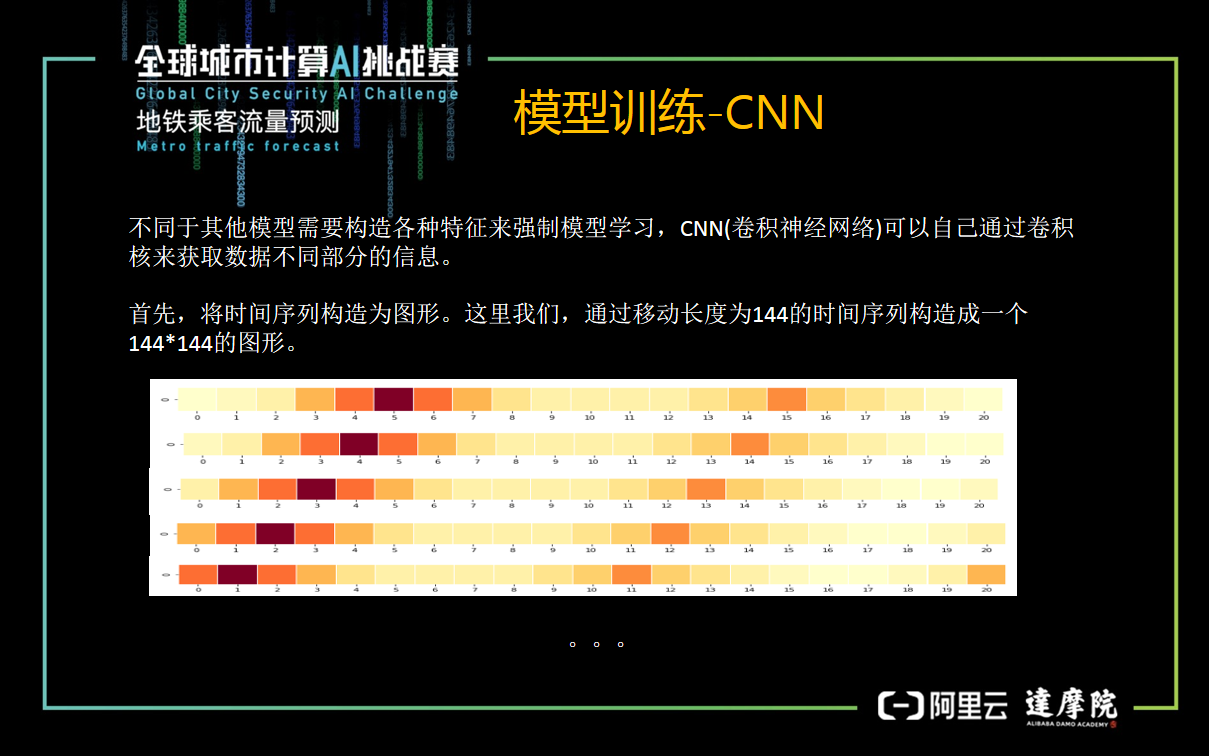 全球城市计算AI挑战赛
Global City Security AI Challenge
地铁乘客流量预测
Metro traffic forecast
模型训练-CNN
不同于其他模型需要构造各种特征来强制模型学习，CNN(卷积神经网络)可以自己通过卷积
核来获取数据不同部分的信息。
首先，将时间序列构造为图形。这里我们，通过移动长度为144的时间序列构造成一个
144*144的图形。
0
0 1 2 3 4 5 6 7 8 9 10 11 12 13 14 15 16 17 18 19 20
0
0 1 2 3 4 5 6 7 8 9 10 11 12 13 14 15 16 17 18 19 20
0
0 1 2 3 4 5 6 7 8 9 10 11 12 13 14 15 16 17 18 19 20
0
0 1 2 3 4 5 6 7 8 9 10 11 12 13 14 15 16 17 18 19 20
0
0 1 2 3 4 5 6 7 8 9 10 11 12 13 14 15 16 17 18 19 20
。。。
阿里云
達摩院
ALIBABA DAMO ACADEMY